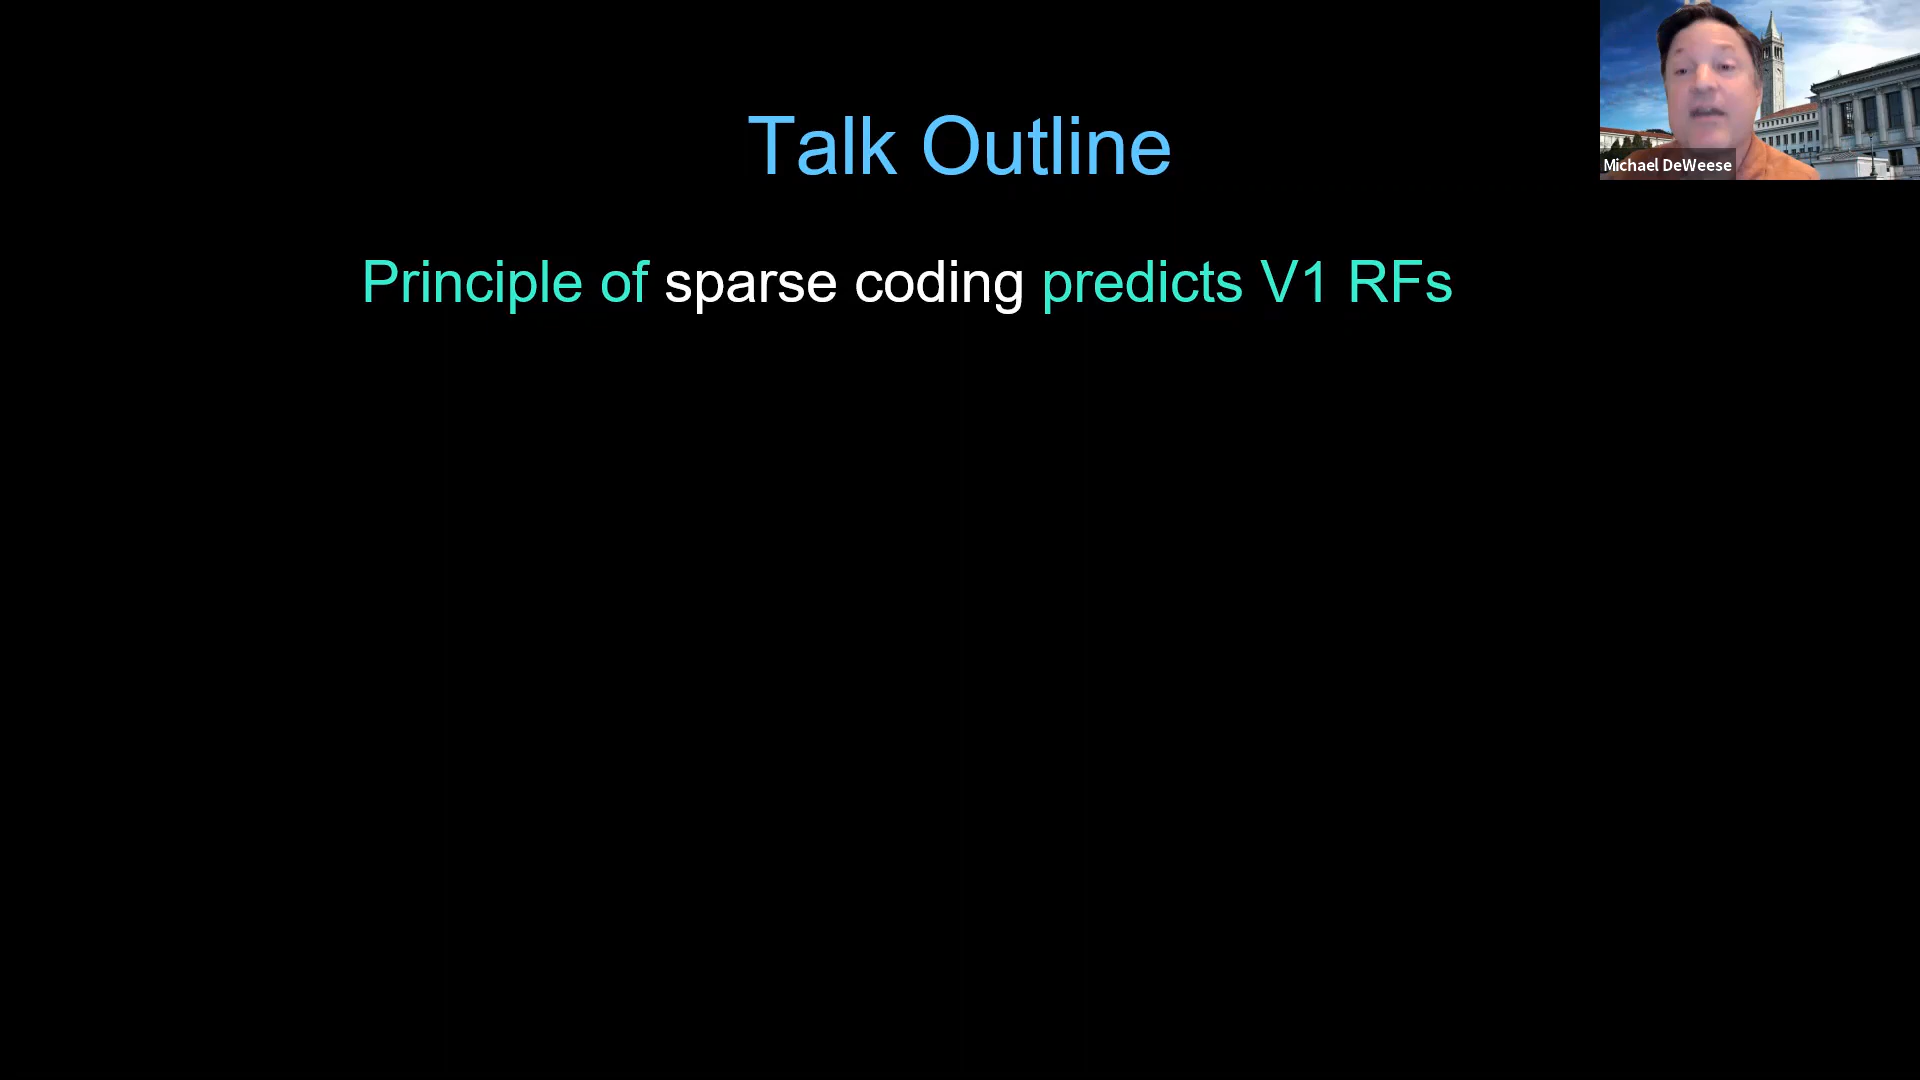 Talk Outline
Principle of sparse coding predicts V1 RFs
Michael DeWeese